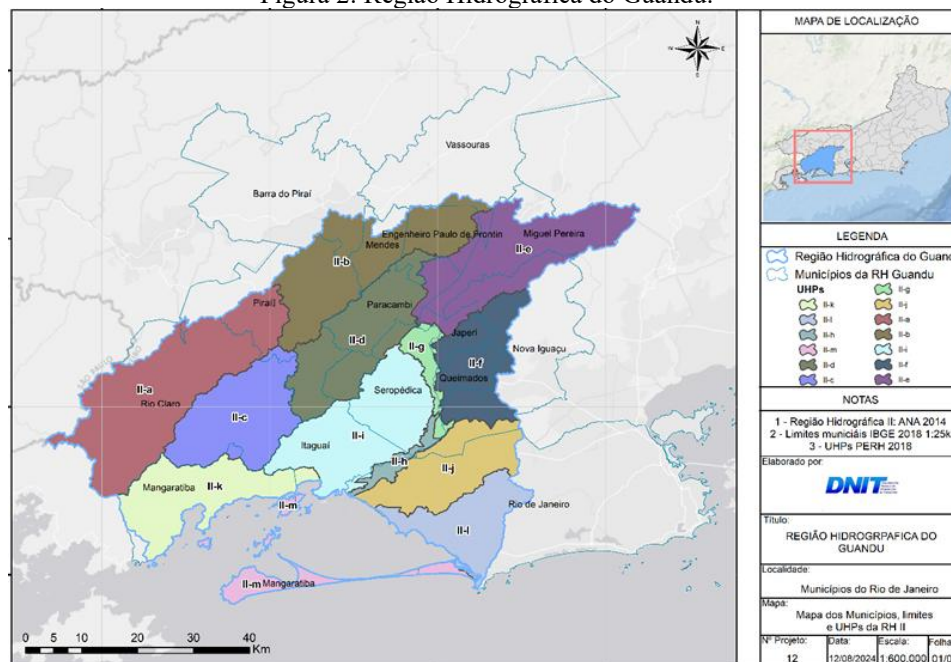 Figura 2: Região Hidrográfica do Guandu.
MAPA DE LOCALIZAÇÃO
N
E
S
Vassouras
Barra do Piraí
Engenheiro Paulo de Frontin
Miguel Pereira
Mendes
II-e
II-b
Piraí
Paracambi
Japeri
II-d
II-g
Nova Iguaçu
II-f
Queimados
II-a
Seropédica
Rio Claro
II-c
Itaguaí
II-i
II-h
II-j
Mangaratiba
II-k
II-m
Rio de Janeiro
II-l
II-m Mangaratiba
0 5 10 20 30 40
Km
LEGENDA
Região Hidrográfica do Guand
Municípios da RH Guandu
UHPs
II-g
II-k
II-j
II-l
II-a
II-h
II-b
II-m
II-i
II-d
II-f
II-c
II-e
NOTAS
1 - Região Hidrográfica II: ANA 2014
2 - Limites municiáis IBGE 2018 1:25k
3 - UHPs PERH 2018
Elaborado por:
DNIT
Título:
REGIÃO HIDROGRPAFICA DO
GUANDU
Localidade:
Municípios do Rio de Janeiro
Mapa:
Mapa dos Municípios, limites
e UHPs da RH II
Nº Projeto: Data: Escala: Folha
12 12/08/2024 1:600.000 01/0